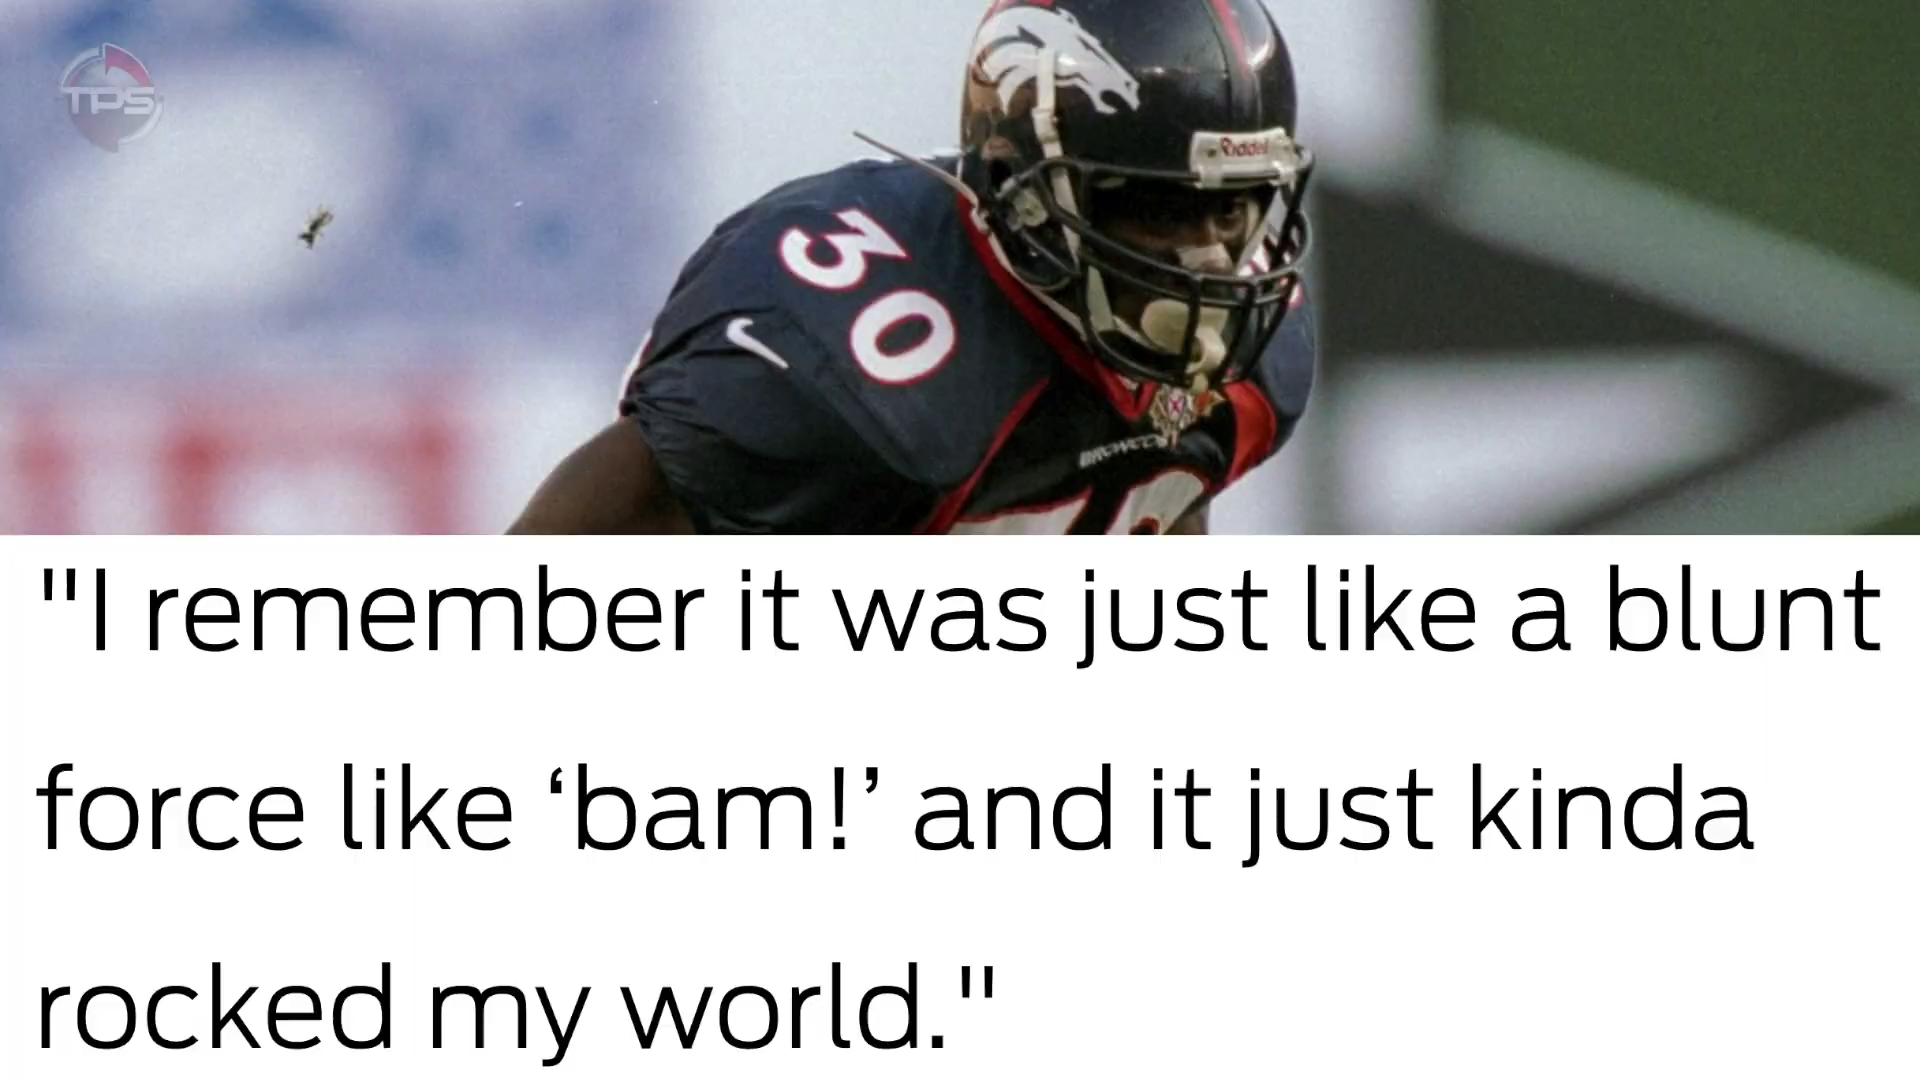 TPS
Riddell
30
BRONCOS
"I remember it was just like a blunt
force like ‘bam!’ and it just kinda
rocked my world."